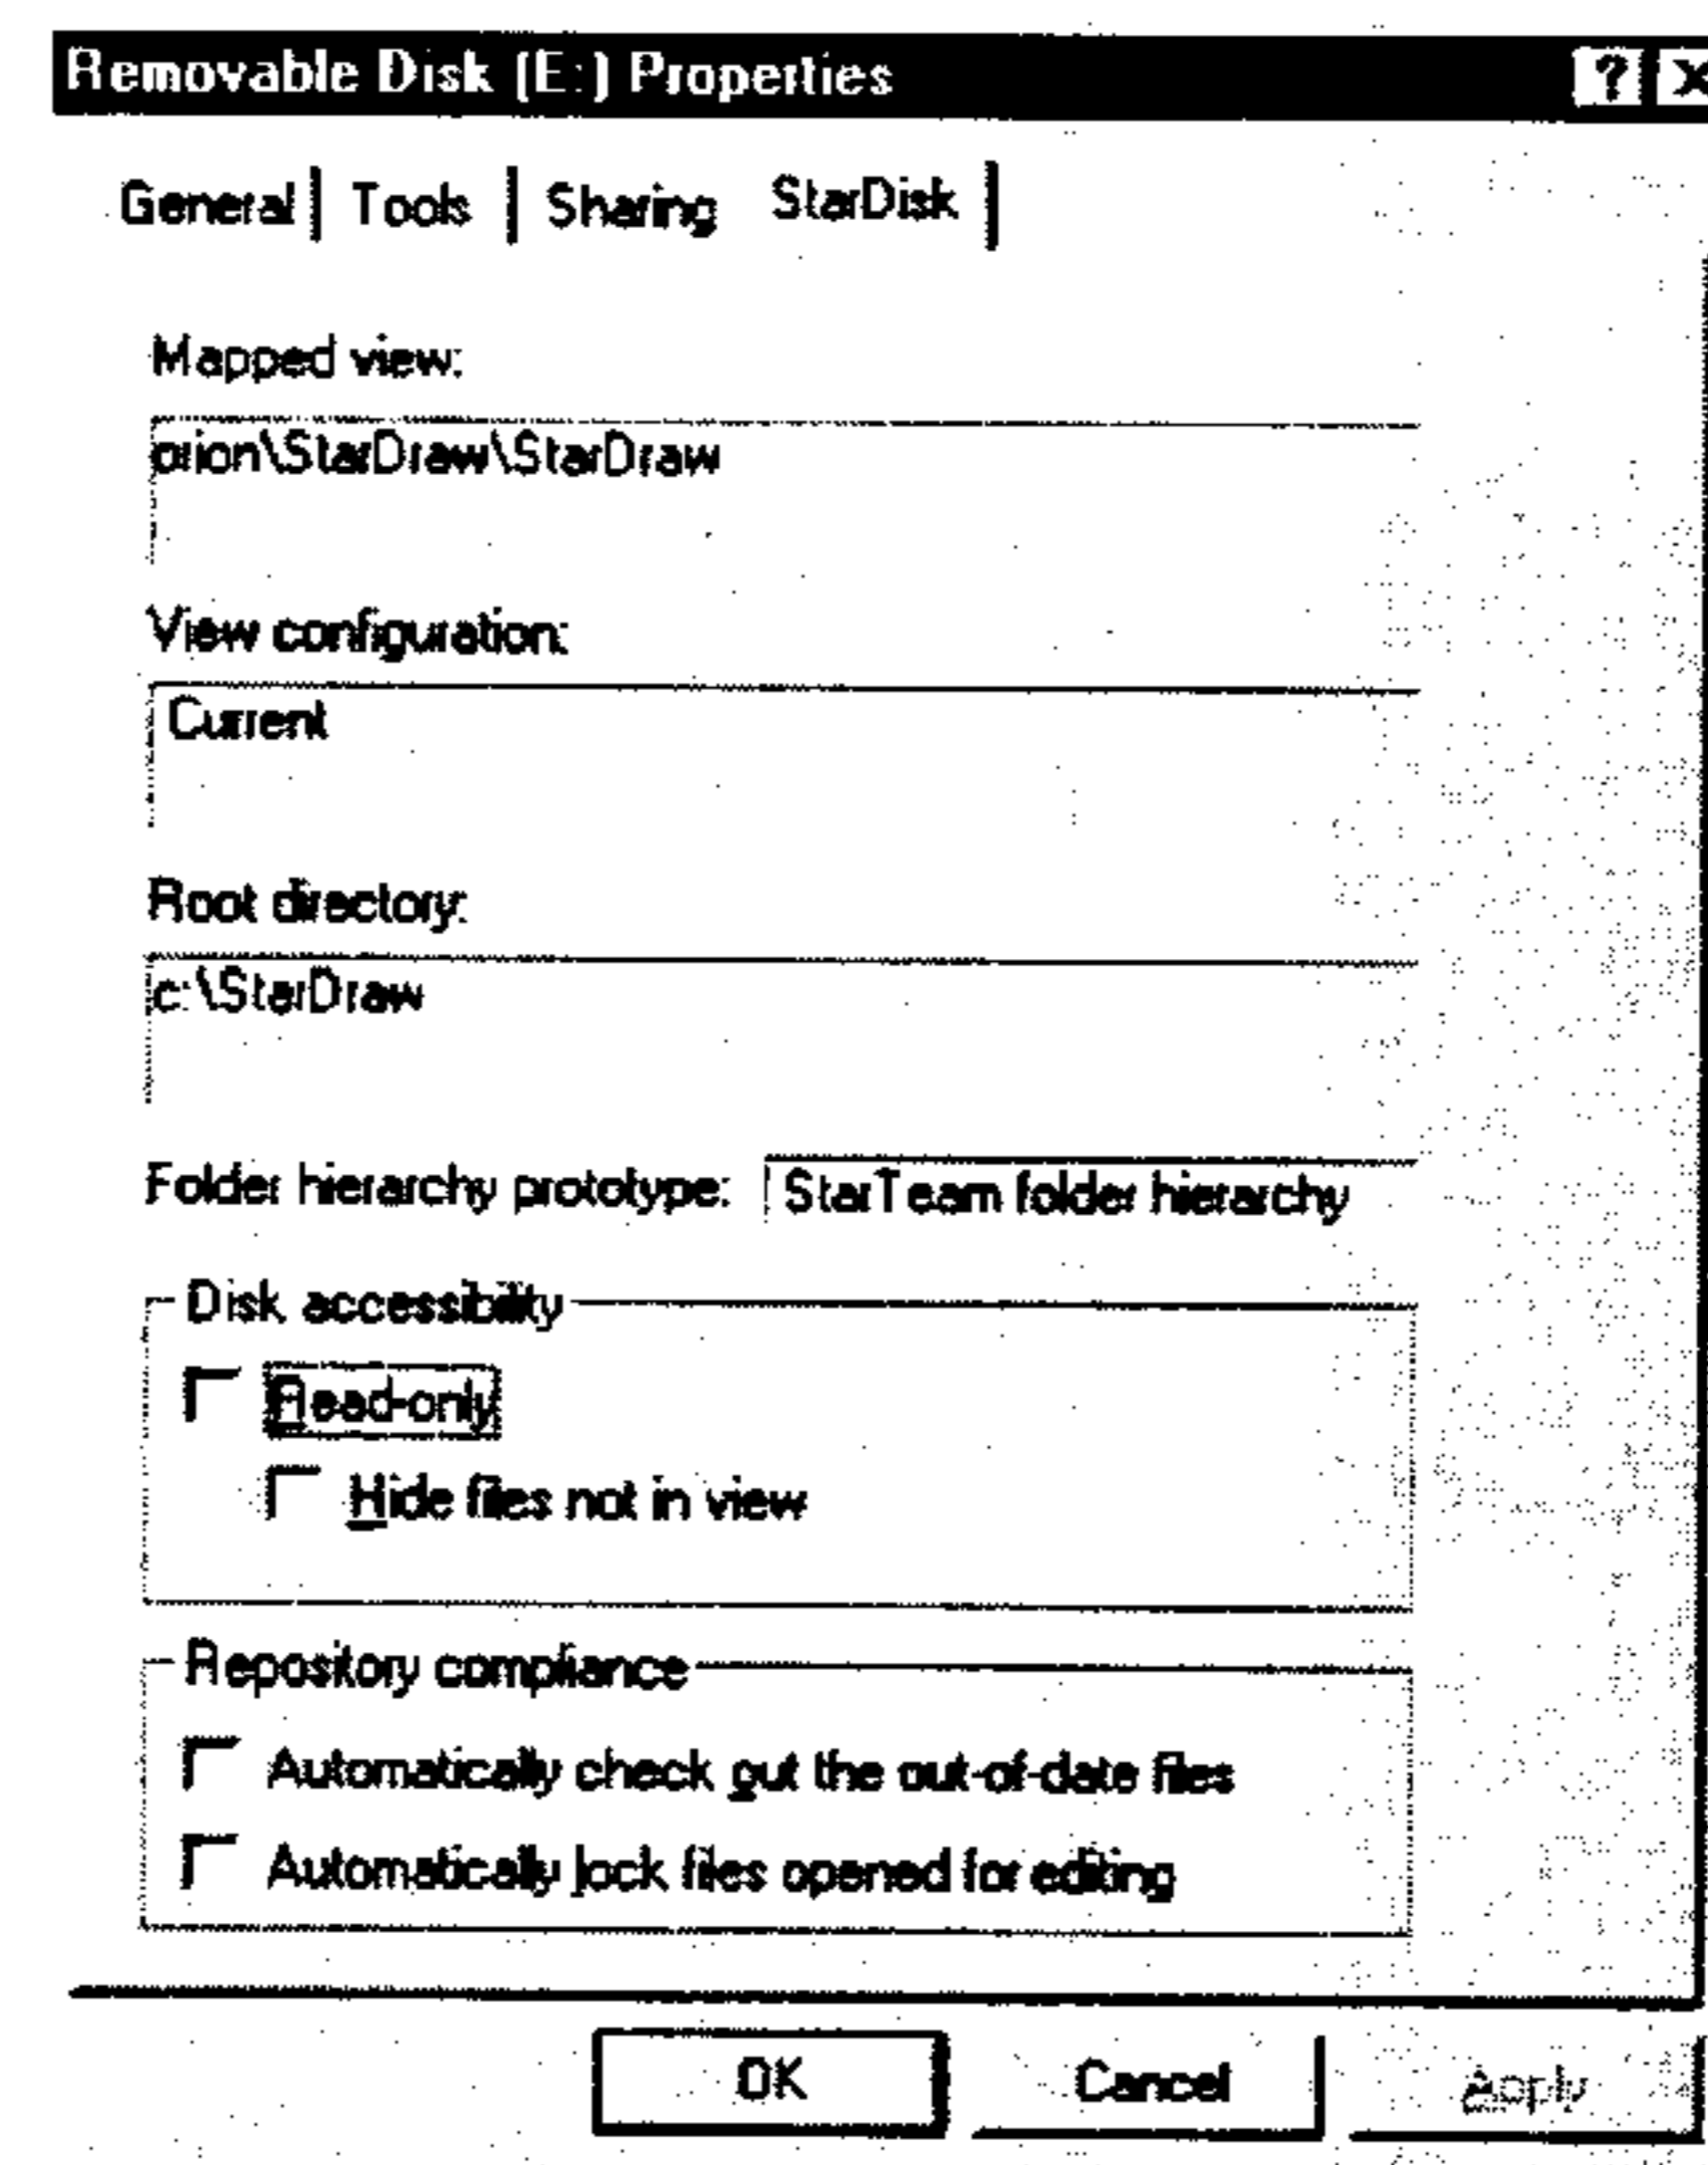 Removable Disk (E:) Properties
General Tools Sharing StarDisk
Mapped view:
orion\StarDraw\StarDraw
View configuration:
Current
Root directory:
c:\StarDraw
Folder hierarchy prototype: StarTeam folder hierarchy
Disk accessibility
Read-only
Hide files not in view
Repository compliance
Automatically check out the out-of-date files
Automatically lock files opened for editing
OK Cancel Apply